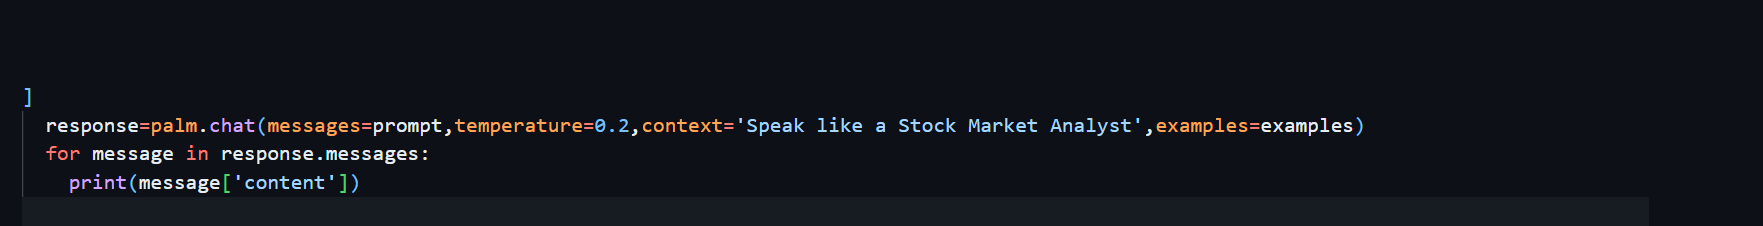 ]
response=palm.chat(messages=prompt,temperature=0.2,context='Speak like a Stock Market Analyst',examples=examples)
for message in response.messages:
print(message['content'])